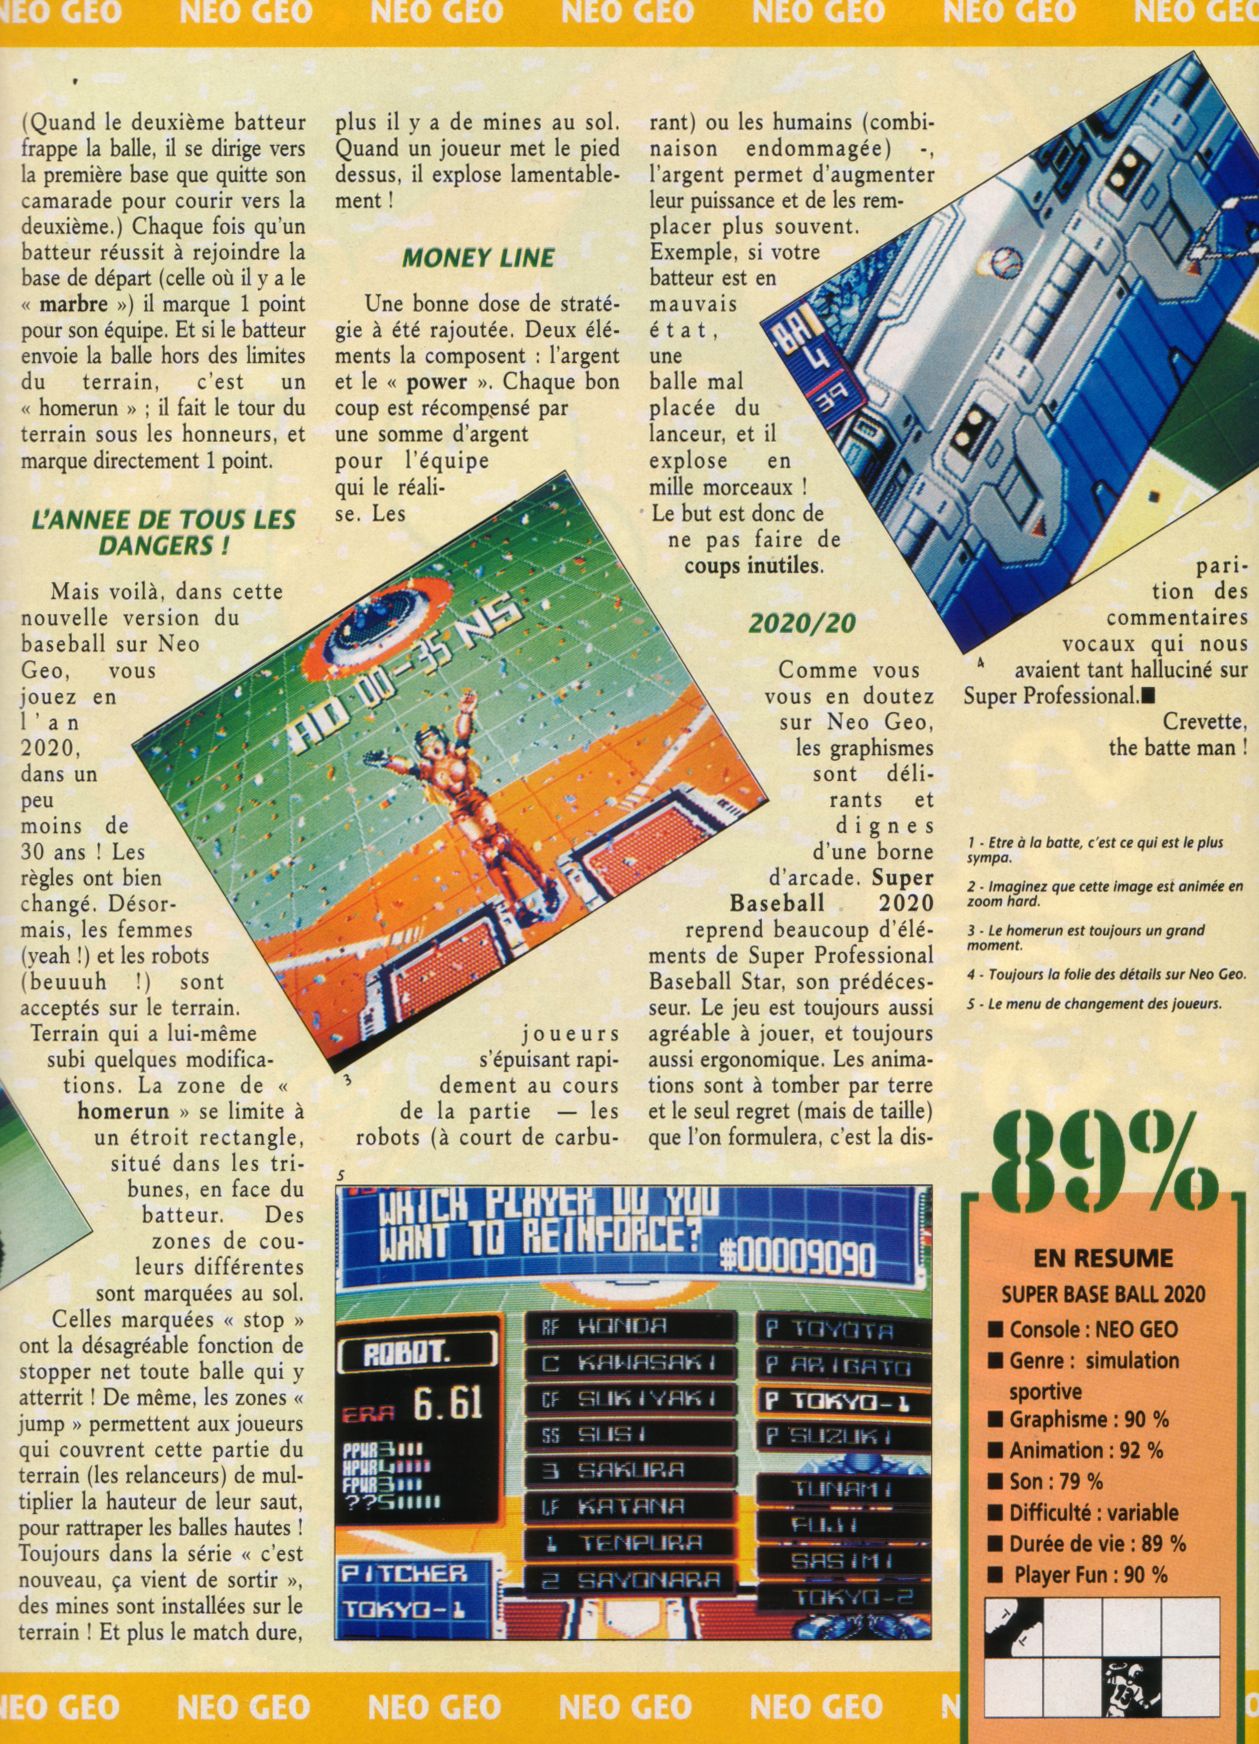 NEO GEO NEO GEO NEO GEO NEO GEO NEO GEO NEO GEO NEO GEO
(Quand le deuxième batteur
frappe la balle, il se dirige vers
la première base que quitte son
camarade pour courir vers la
deuxième.) Chaque fois qu'un
batteur réussit à rejoindre la
base de départ (celle où il y a le
« marbre ») il marque 1 point
pour son équipe. Et si le batteur
envoie la balle hors des limites
du terrain, c'est un
« homerun » ; il fait le tour du
terrain sous les honneurs, et
marque directement 1 point.
L'ANNEE DE TOUS LES
DANGERS !
Mais voilà, dans cette
nouvelle version du
baseball sur Neo
Geo, vous
jouez en
l'an
2020,
dans un
peu
moins de
30 ans ! Les
règles ont bien
changé. Désor-
mais, les femmes
(yeah !) et les robots
(beuuuh !) sont
acceptés sur le terrain.
Terrain qui a lui-même
subi quelques modifica-
tions. La zone de «
homerun » se limite à
un étroit rectangle,
situé dans les tri-
bunes, en face du
batteur. Des
zones de cou-
leurs différentes
sont marquées au sol.
Celles marquées « stop »
ont la désagréable fonction de
stopper net toute balle qui y
atterrit ! De même, les zones «
jump » permettent aux joueurs
qui couvrent cette partie du
terrain (les relanceurs) de mul-
tiplier la hauteur de leur saut,
pour rattraper les balles hautes !
Toujours dans la série « c'est
nouveau, ça vient de sortir »,
des mines sont installées sur le
terrain ! Et plus le match dure,
plus il y a de mines au sol.
Quand un joueur met le pied
dessus, il explose lamentable-
ment !
MONEY LINE
Une bonne dose de straté-
gie à été rajoutée. Deux élé-
ments la composent : l'argent
et le « power ». Chaque bon
coup est récompensé par
une somme d'argent
pour l'équipe
qui le réali-
se. Les
AD 00-35 NS
3
joueurs
s'épuisant rapi-
dement au cours
de la partie — les
robots (à court de carbu-
rant) ou les humains (combi-
naison endommagée) -,
l'argent permet d'augmenter
leur puissance et de les rem-
placer plus souvent.
Exemple, si votre
batteur est en
mauvais
état,
une
balle mal
placée du
lanceur, et il
explose en
mille morceaux !
Le but est donc de
ne pas faire de
coups inutiles.
2020/20
Comme vous
vous en doutez
sur Neo Geo,
les graphismes
sont déli-
rants et
dignes
d'une borne
d'arcade. Super
Baseball 2020
reprend beaucoup d'élé-
ments de Super Professional
Baseball Star, son prédéces-
seur. Le jeu est toujours aussi
agréable à jouer, et toujours
aussi ergonomique. Les anima-
tions sont à tomber par terre
et le seul regret (mais de taille)
que l'on formulera, c'est la dis-
4
39
4
pari-
tion des
commentaires
vocaux qui nous
avaient tant halluciné sur
Super Professional.■
Crevette,
the batte man !
1 - Etre à la batte, c'est ce qui est le plus
sympa.
2 - Imaginez que cette image est animée en
zoom hard.
3 - Le homerun est toujours un grand
moment.
4 - Toujours la folie des détails sur Neo Geo.
5 - Le menu de changement des joueurs.
5
WHICH PLAYER DO YOU
WANT TO REINFORCE?
$00009090
ROBOT.
ERA 6.61
PPWR 3
HPWR 4
FPWR 3
?? 5
PITCHER
TOKYO-1
RF HONDA
C KAWASAKI
CF SUKIYAKI
SS SUSI
3 SAKURA
LF KATANA
1 TENPURA
2 SAYONARA
P TOYOTA
P ARIGATO
P TOKYO-1
P SUZUKI
TUNAMI
FUJI
SASIMI
TOKYO-2
89%
EN RESUME
SUPER BASE BALL 2020
■ Console : NEO GEO
■ Genre : simulation
sportive
■ Graphisme : 90 %
■ Animation : 92 %
■ Son : 79 %
■ Difficulté : variable
■ Durée de vie : 89 %
■ Player Fun : 90 %
NEO GEO NEO GEO NEO GEO NEO GEO NEO GEO